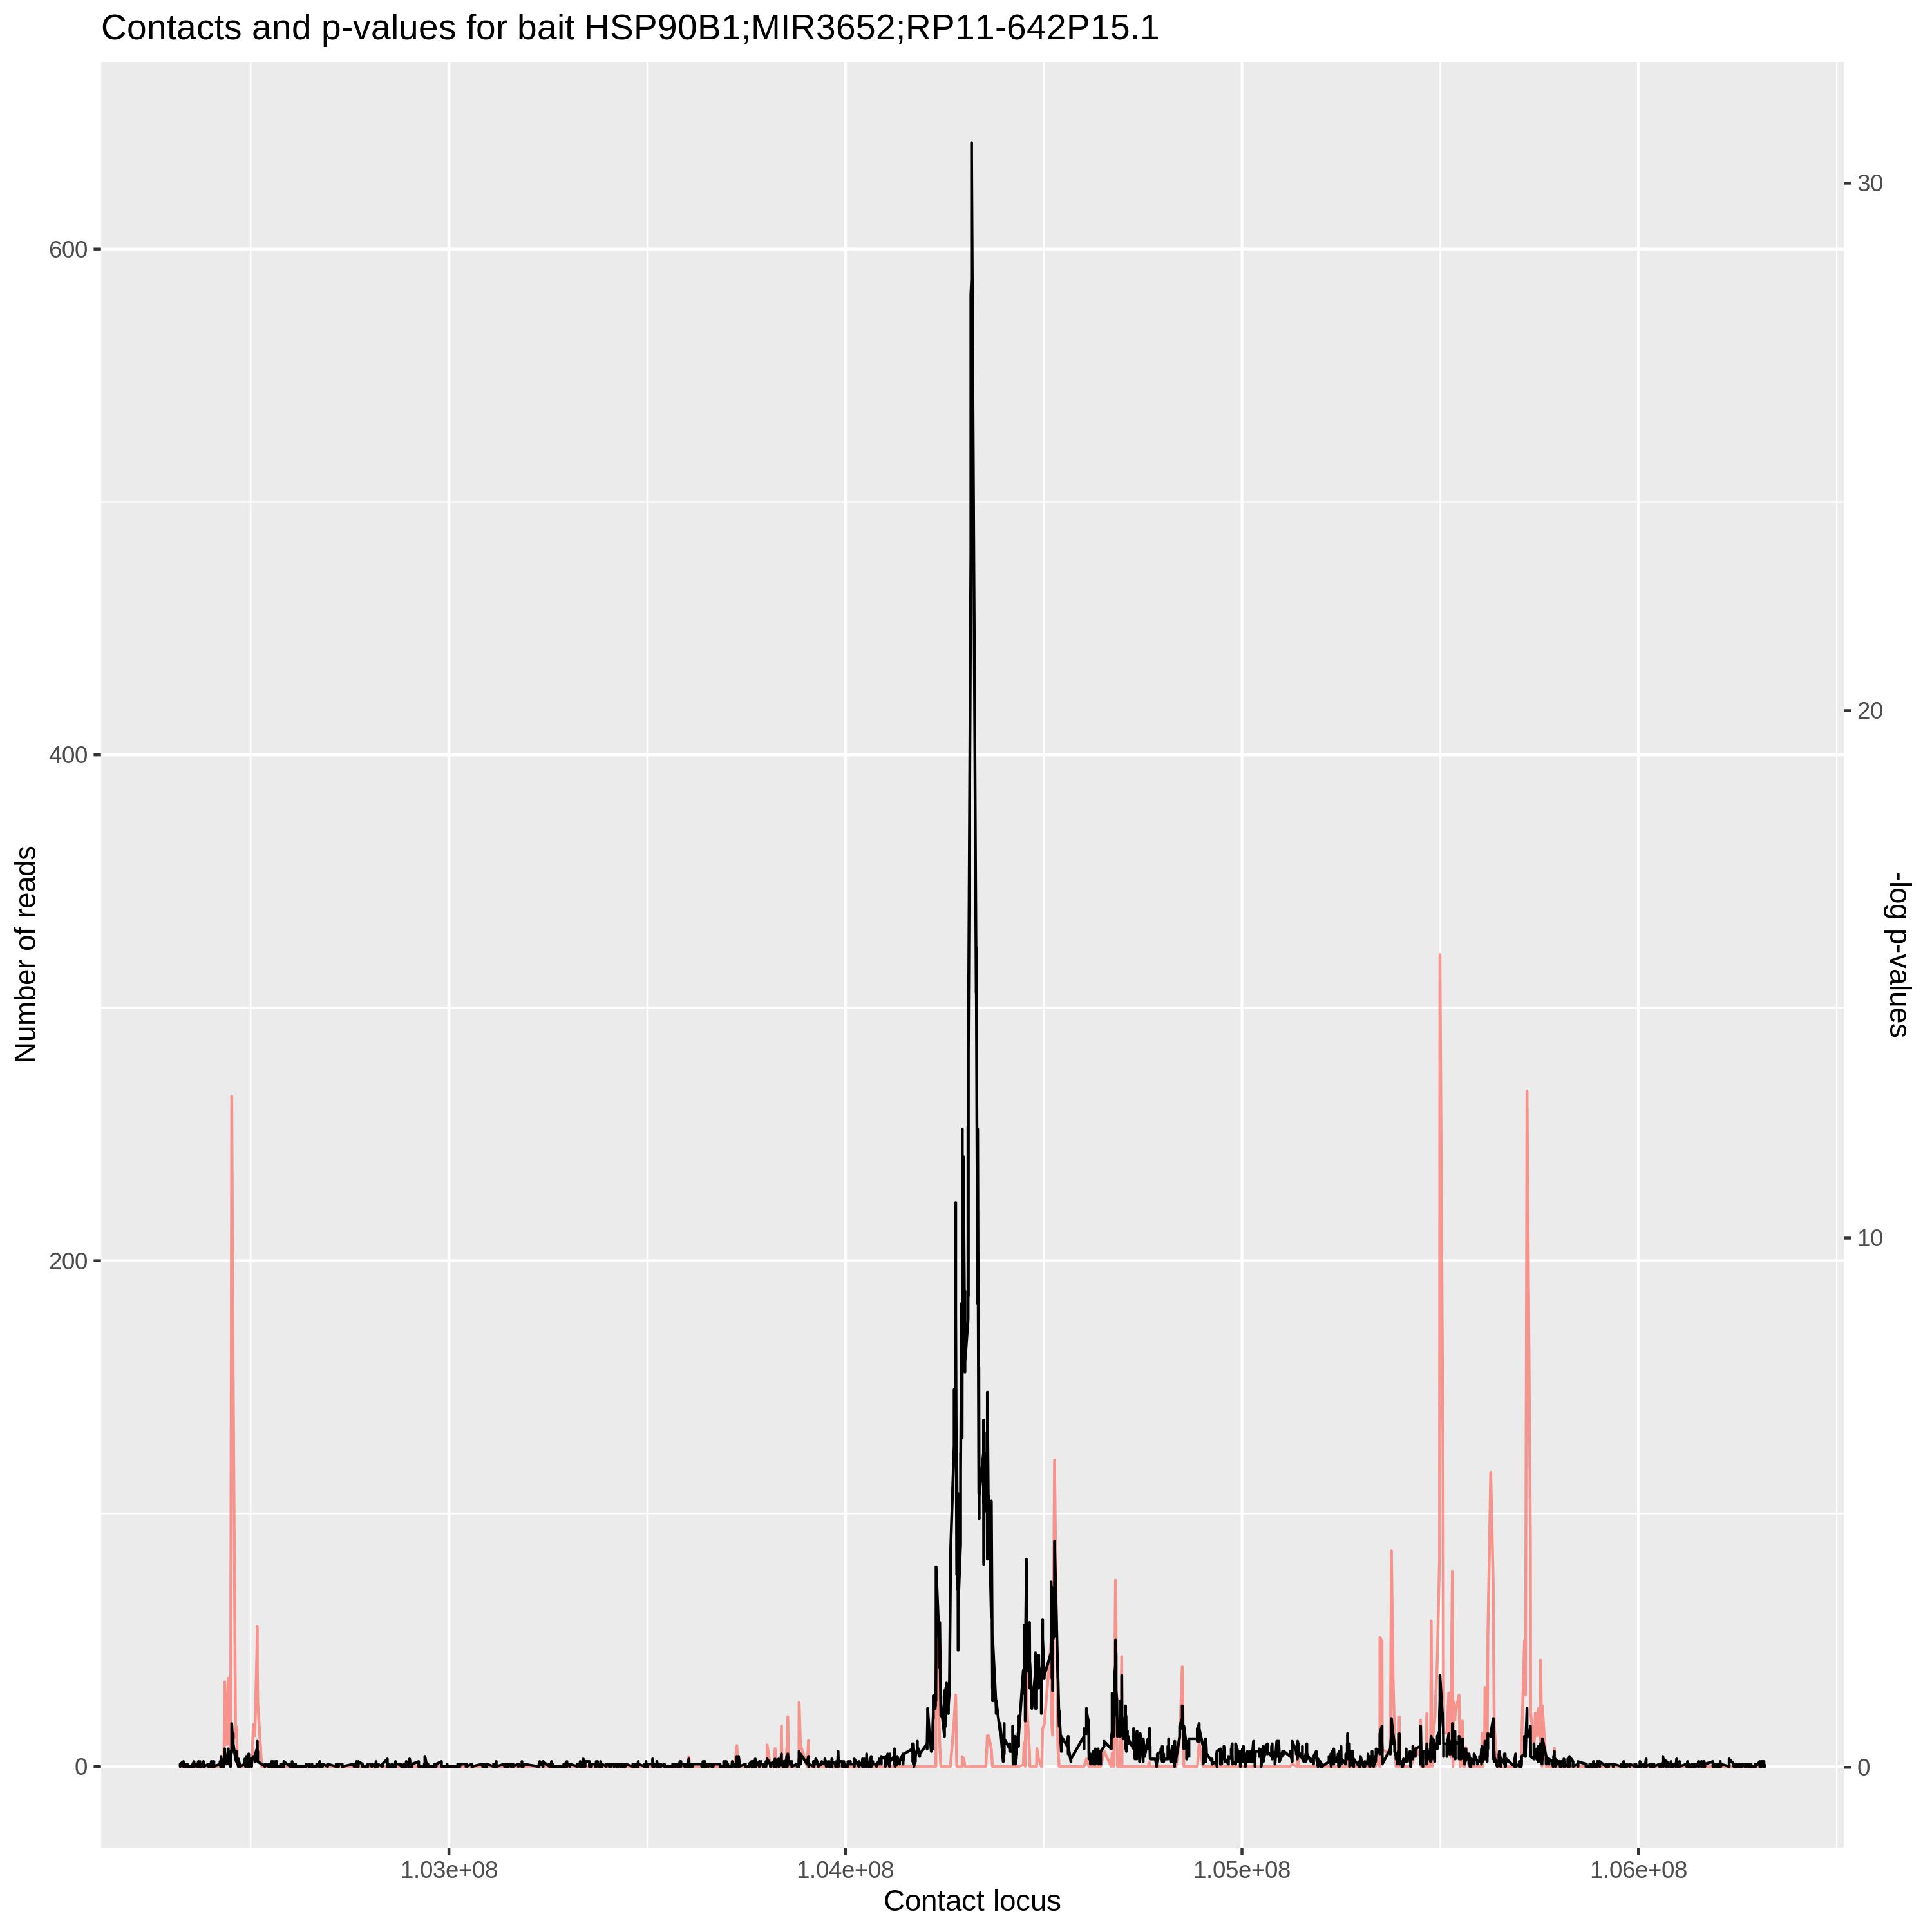 Contacts and p-values for bait HSP90B1;MIR3652;RP11-642P15.1
600
400
200
0
Number of reads
30
20
10
0
-log p-values
1.03e+08
1.04e+08
1.05e+08
1.06e+08
Contact locus